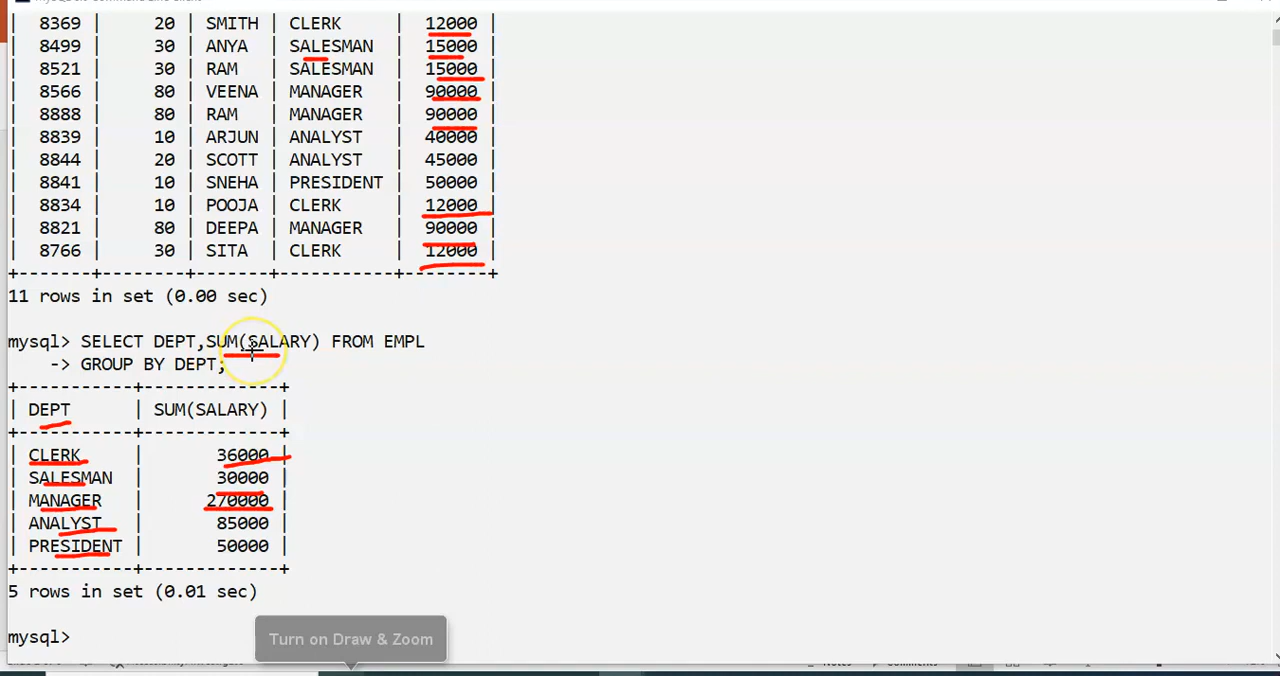 | 8369 | 20 | SMITH | CLERK | 12000 |
| 8499 | 30 | ANYA | SALESMAN | 15000 |
| 8521 | 30 | RAM | SALESMAN | 15000 |
| 8566 | 80 | VEENA | MANAGER | 90000 |
| 8888 | 80 | RAM | MANAGER | 90000 |
| 8839 | 10 | ARJUN | ANALYST | 40000 |
| 8844 | 20 | SCOTT | ANALYST | 45000 |
| 8841 | 10 | SNEHA | PRESIDENT | 50000 |
| 8834 | 10 | POOJA | CLERK | 12000 |
| 8821 | 80 | DEEPA | MANAGER | 90000 |
| 8766 | 30 | SITA | CLERK | 12000 |
+-------+--------+-------+-----------+--------+
11 rows in set (0.00 sec)
mysql> SELECT DEPT,SUM(SALARY) FROM EMPL
-> GROUP BY DEPT;
+-----------+-------------+
| DEPT | SUM(SALARY) |
+-----------+-------------+
| CLERK | 36000 |
| SALESMAN | 30000 |
| MANAGER | 270000 |
| ANALYST | 85000 |
| PRESIDENT | 50000 |
+-----------+-------------+
5 rows in set (0.01 sec)
mysql>
Turn on Draw & Zoom